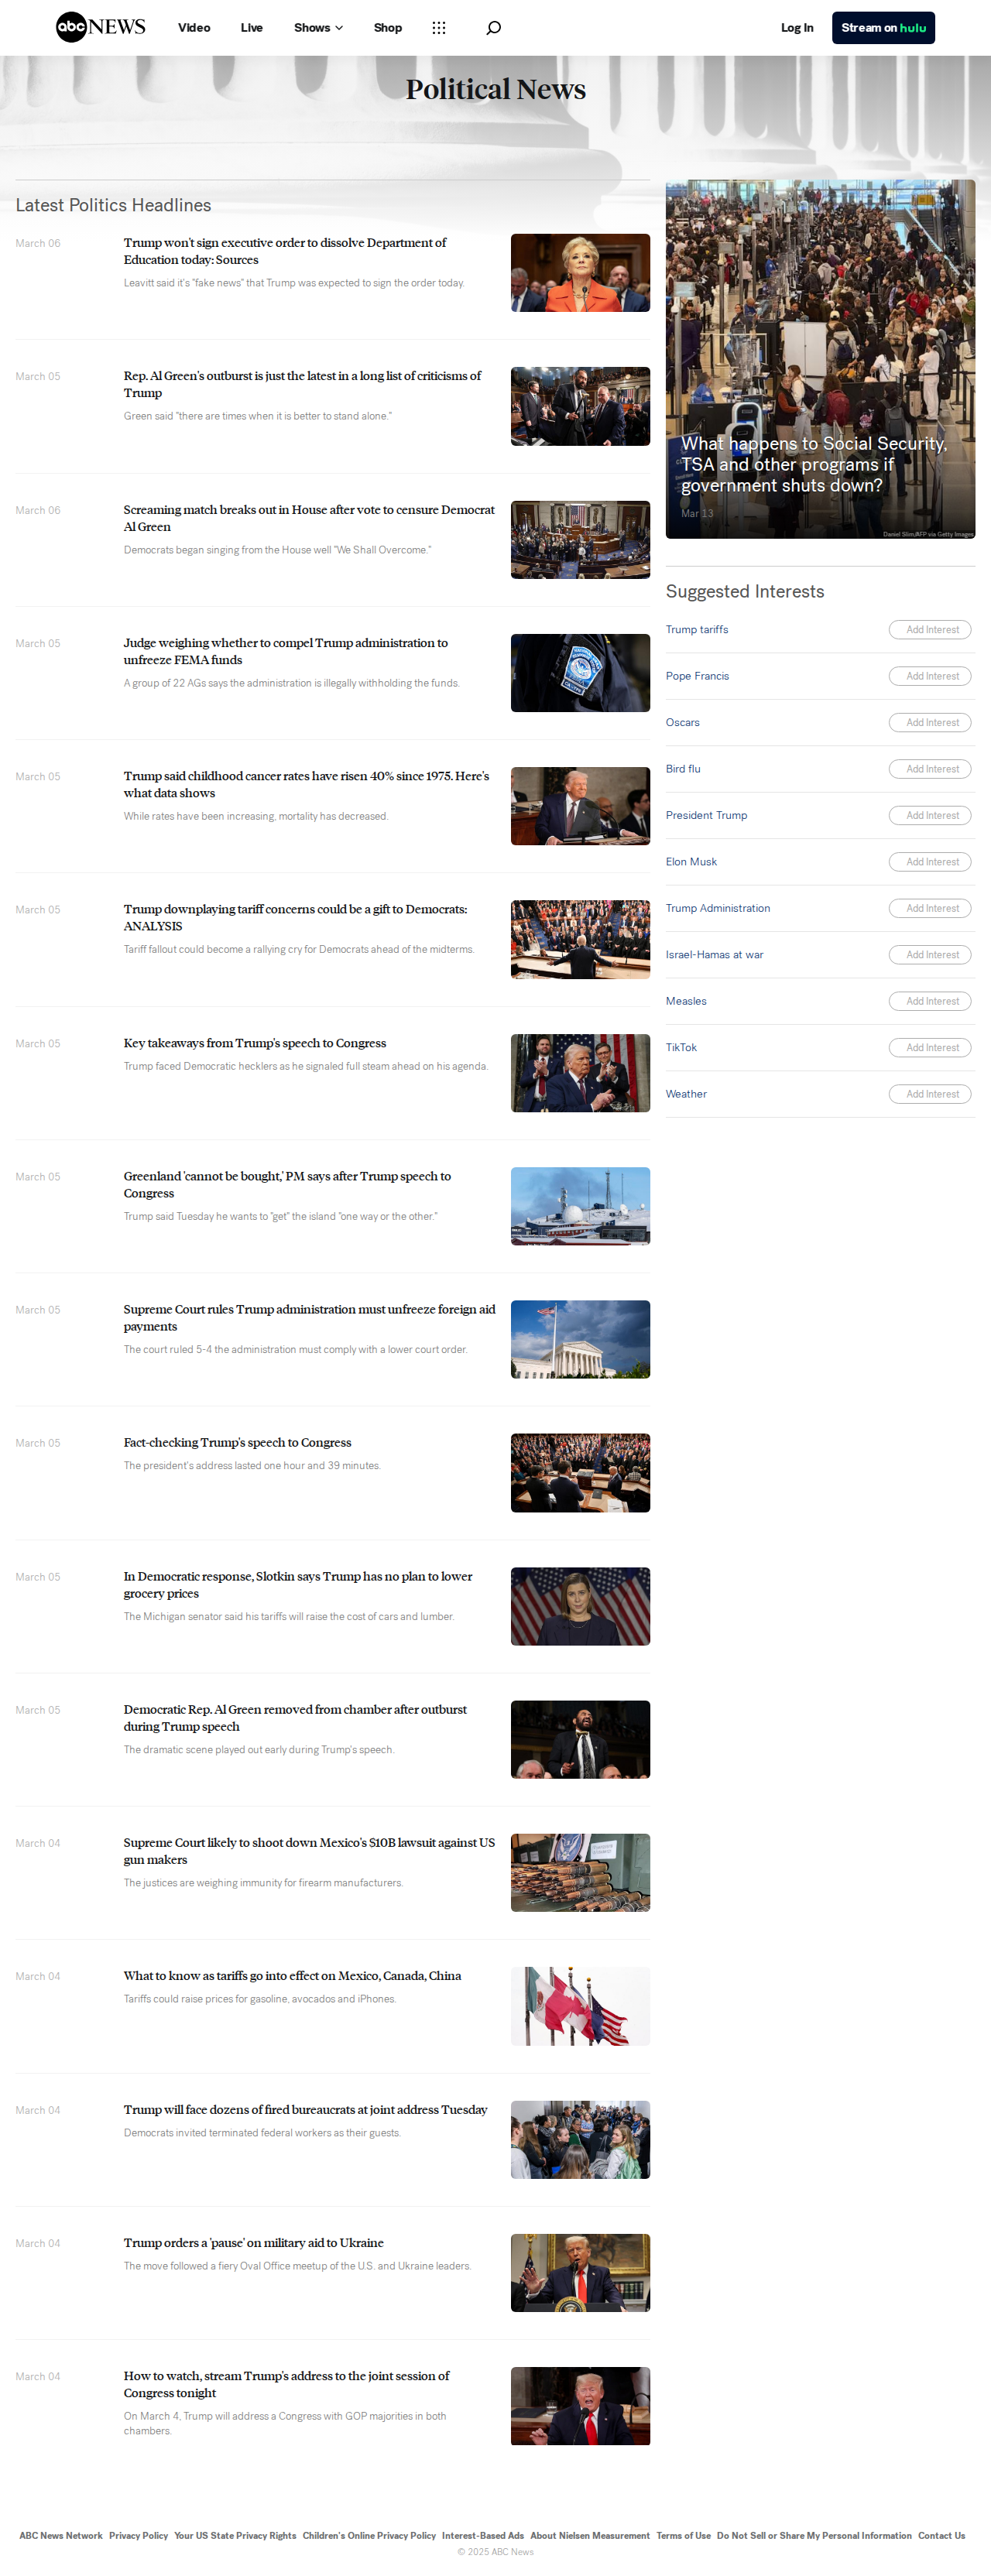 abc NEWS Video Live Shows Shop Log In Stream on hulu
Political News
Latest Politics Headlines
March 06
Trump won't sign executive order to dissolve Department of
Education today: Sources
Leavitt said it's "fake news" that Trump was expected to sign the order today.
March 05
Rep. Al Green's outburst is just the latest in a long list of criticisms of
Trump
Green said "there are times when it is better to stand alone."
March 06
Screaming match breaks out in House after vote to censure Democrat
Al Green
Democrats began singing from the House well "We Shall Overcome."
March 05
Judge weighing whether to compel Trump administration to
unfreeze FEMA funds
A group of 22 AGs says the administration is illegally withholding the funds.
March 05
Trump said childhood cancer rates have risen 40% since 1975. Here's
what data shows
While rates have been increasing, mortality has decreased.
March 05
Trump downplaying tariff concerns could be a gift to Democrats:
ANALYSIS
Tariff fallout could become a rallying cry for Democrats ahead of the midterms.
March 05
Key takeaways from Trump's speech to Congress
Trump faced Democratic hecklers as he signaled full steam ahead on his agenda.
March 05
Greenland 'cannot be bought,' PM says after Trump speech to
Congress
Trump said Tuesday he wants to "get" the island "one way or the other."
March 05
Supreme Court rules Trump administration must unfreeze foreign aid
payments
The court ruled 5-4 the administration must comply with a lower court order.
March 05
Fact-checking Trump's speech to Congress
The president's address lasted one hour and 39 minutes.
March 05
In Democratic response, Slotkin says Trump has no plan to lower
grocery prices
The Michigan senator said his tariffs will raise the cost of cars and lumber.
March 05
Democratic Rep. Al Green removed from chamber after outburst
during Trump speech
The dramatic scene played out early during Trump's speech.
March 04
Supreme Court likely to shoot down Mexico's $10B lawsuit against US
gun makers
The justices are weighing immunity for firearm manufacturers.
March 04
What to know as tariffs go into effect on Mexico, Canada, China
Tariffs could raise prices for gasoline, avocados and iPhones.
March 04
Trump will face dozens of fired bureaucrats at joint address Tuesday
Democrats invited terminated federal workers as their guests.
March 04
Trump orders a 'pause' on military aid to Ukraine
The move followed a fiery Oval Office meetup of the U.S. and Ukraine leaders.
March 04
How to watch, stream Trump's address to the joint session of
Congress tonight
On March 4, Trump will address a Congress with GOP majorities in both
chambers.
What happens to Social Security,
TSA and other programs if
government shuts down?
Mar 13
Daniel Slim/AFP via Getty Images
Suggested Interests
Trump tariffs Add Interest
Pope Francis Add Interest
Oscars Add Interest
Bird flu Add Interest
President Trump Add Interest
Elon Musk Add Interest
Trump Administration Add Interest
Israel-Hamas at war Add Interest
Measles Add Interest
TikTok Add Interest
Weather Add Interest
ABC News Network Privacy Policy Your US State Privacy Rights Children's Online Privacy Policy Interest-Based Ads About Nielsen Measurement Terms of Use Do Not Sell or Share My Personal Information Contact Us
© 2025 ABC News